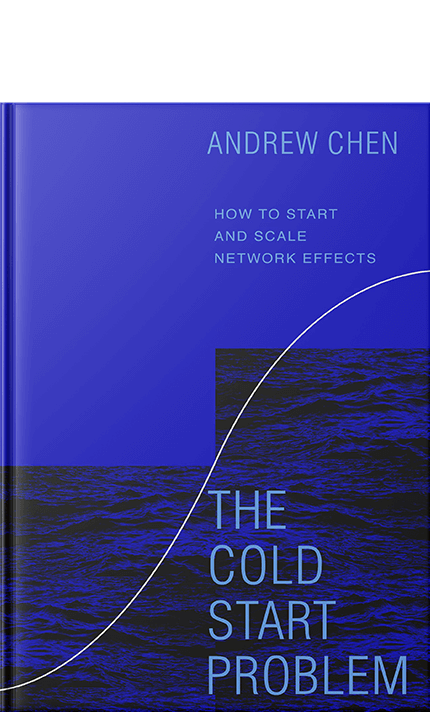 ANDREW CHEN
HOW TO START
AND SCALE
NETWORK EFFECTS
THE
COLD
START
PROBLEM